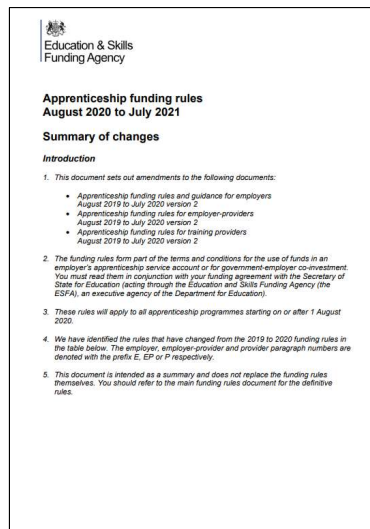 Education & Skills
Funding Agency
Apprenticeship funding rules
August 2020 to July 2021
Summary of changes
Introduction
1. This document sets out amendments to the following documents:
• Apprenticeship funding rules and guidance for employers
August 2019 to July 2020 version 2
• Apprenticeship funding rules for employer-providers
August 2019 to July 2020 version 2
• Apprenticeship funding rules for training providers
August 2019 to July 2020 version 2
2. The funding rules form part of the terms and conditions for the use of funds in an
employer's apprenticeship service account or for government-employer co-investment.
You must read them in conjunction with your funding agreement with the Secretary of
State for Education (acting through the Education and Skills Funding Agency (the
ESFA), an executive agency of the Department for Education).
3. These rules will apply to all apprenticeship programmes starting on or after 1 August
2020.
4. We have identified the rules that have changed from the 2019 to 2020 funding rules in
the table below. The employer, employer-provider and provider paragraph numbers are
denoted with the prefix E, EP or P respectively.
5. This document is intended as a summary and does not replace the funding rules
themselves. You should refer to the main funding rules document for the definitive
rules.